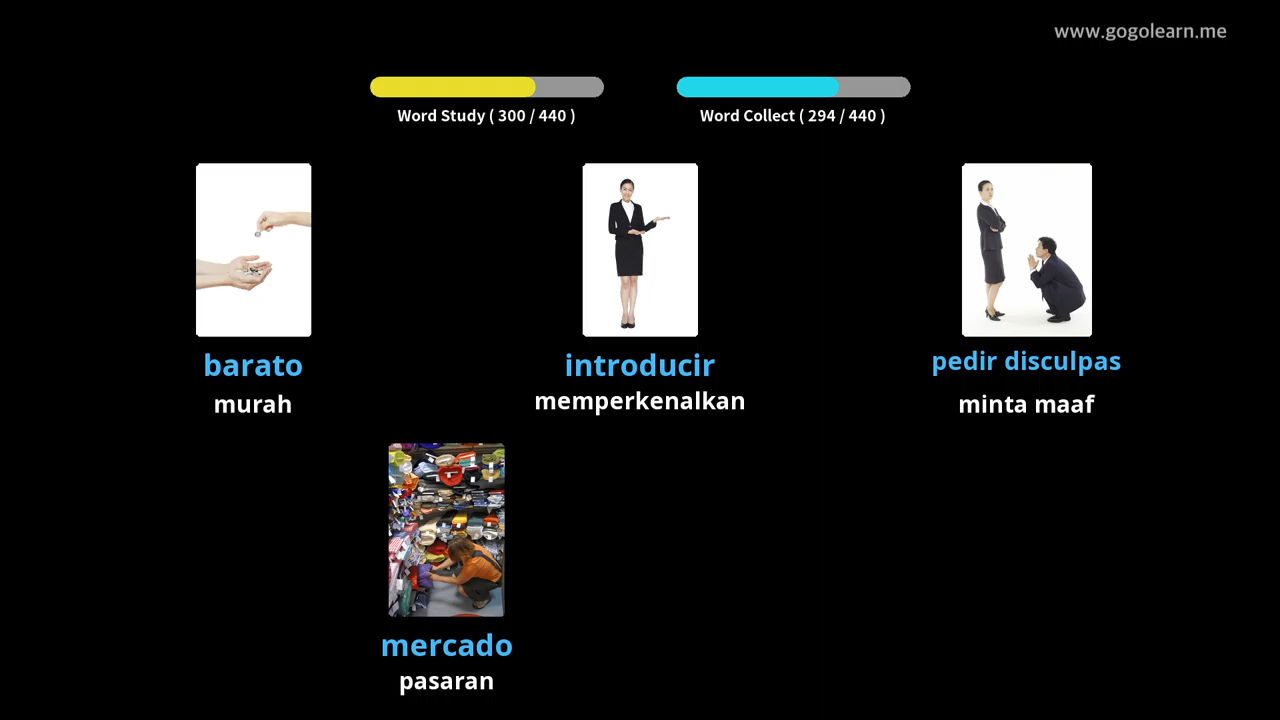 www.gogolearn.me
Word Study ( 300 / 440 )
Word Collect ( 294 / 440 )
barato
murah
introducir
memperkenalkan
pedir disculpas
minta maaf
mercado
pasaran